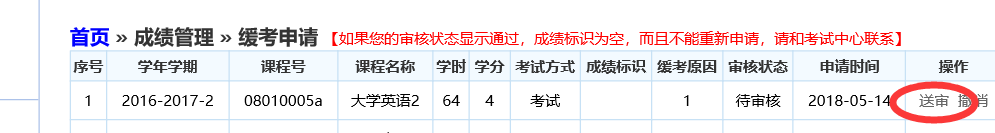 首页 » 成绩管理 » 缓考申请 【如果您的审核状态显示通过，成绩标识为空，而且不能重新申请，请和考试中心联系】
序号 学年学期 课程号 课程名称 学时 学分 考试方式 成绩标识 缓考原因 审核状态 申请时间 操作
1 2016-2017-2 08010005a 大学英语2 64 4 考试 1 待审核 2018-05-14 送审 撤消